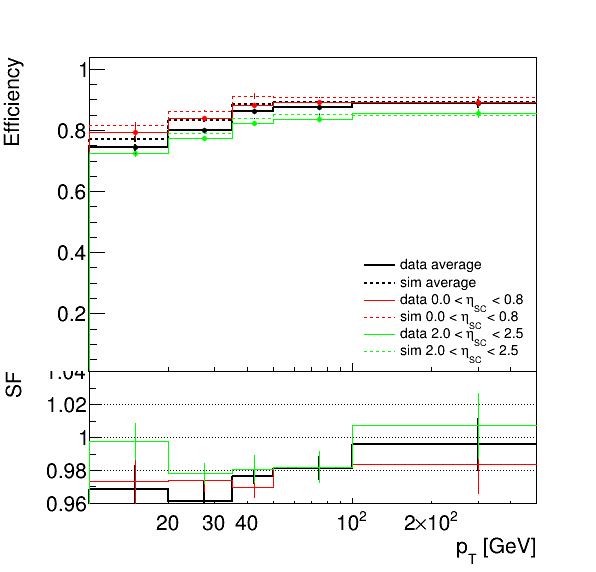 Efficiency
1
0.8
0.6
0.4
0.2
data average
sim average
data 0.0 < η_SC < 0.8
sim 0.0 < η_SC < 0.8
data 2.0 < η_SC < 2.5
sim 2.0 < η_SC < 2.5
SF
1.04
1.02
1
0.98
0.96
20 30 40 10² 2×10²
p_T [GeV]